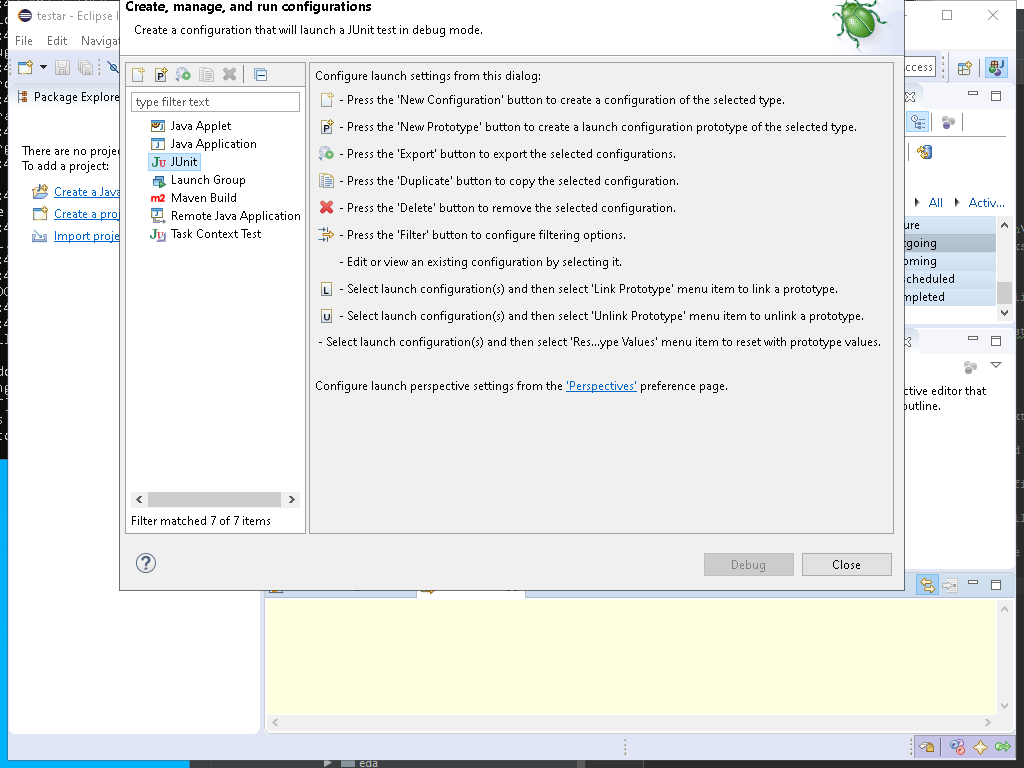 testar - Eclipse I
File Edit Navigat
Package Explore
There are no proje
To add a project:
Create a Java
Create a proj
Import proje
Create, manage, and run configurations
Create a configuration that will launch a JUnit test in debug mode.
type filter text
Java Applet
Java Application
JUnit
Launch Group
Maven Build
Remote Java Application
Task Context Test
Filter matched 7 of 7 items
Configure launch settings from this dialog:
- Press the 'New Configuration' button to create a configuration of the selected type.
- Press the 'New Prototype' button to create a launch configuration prototype of the selected type.
- Press the 'Export' button to export the selected configurations.
- Press the 'Duplicate' button to copy the selected configuration.
- Press the 'Delete' button to remove the selected configuration.
- Press the 'Filter' button to configure filtering options.
- Edit or view an existing configuration by selecting it.
- Select launch configuration(s) and then select 'Link Prototype' menu item to link a prototype.
- Select launch configuration(s) and then select 'Unlink Prototype' menu item to unlink a prototype.
- Select launch configuration(s) and then select 'Res...ype Values' menu item to reset with prototype values.
Configure launch perspective settings from the 'Perspectives' preference page.
Debug
Close
ccess
All
Activ...
ure
tgoing
oming
scheduled
mpleted
ctive editor that
outline.
eda